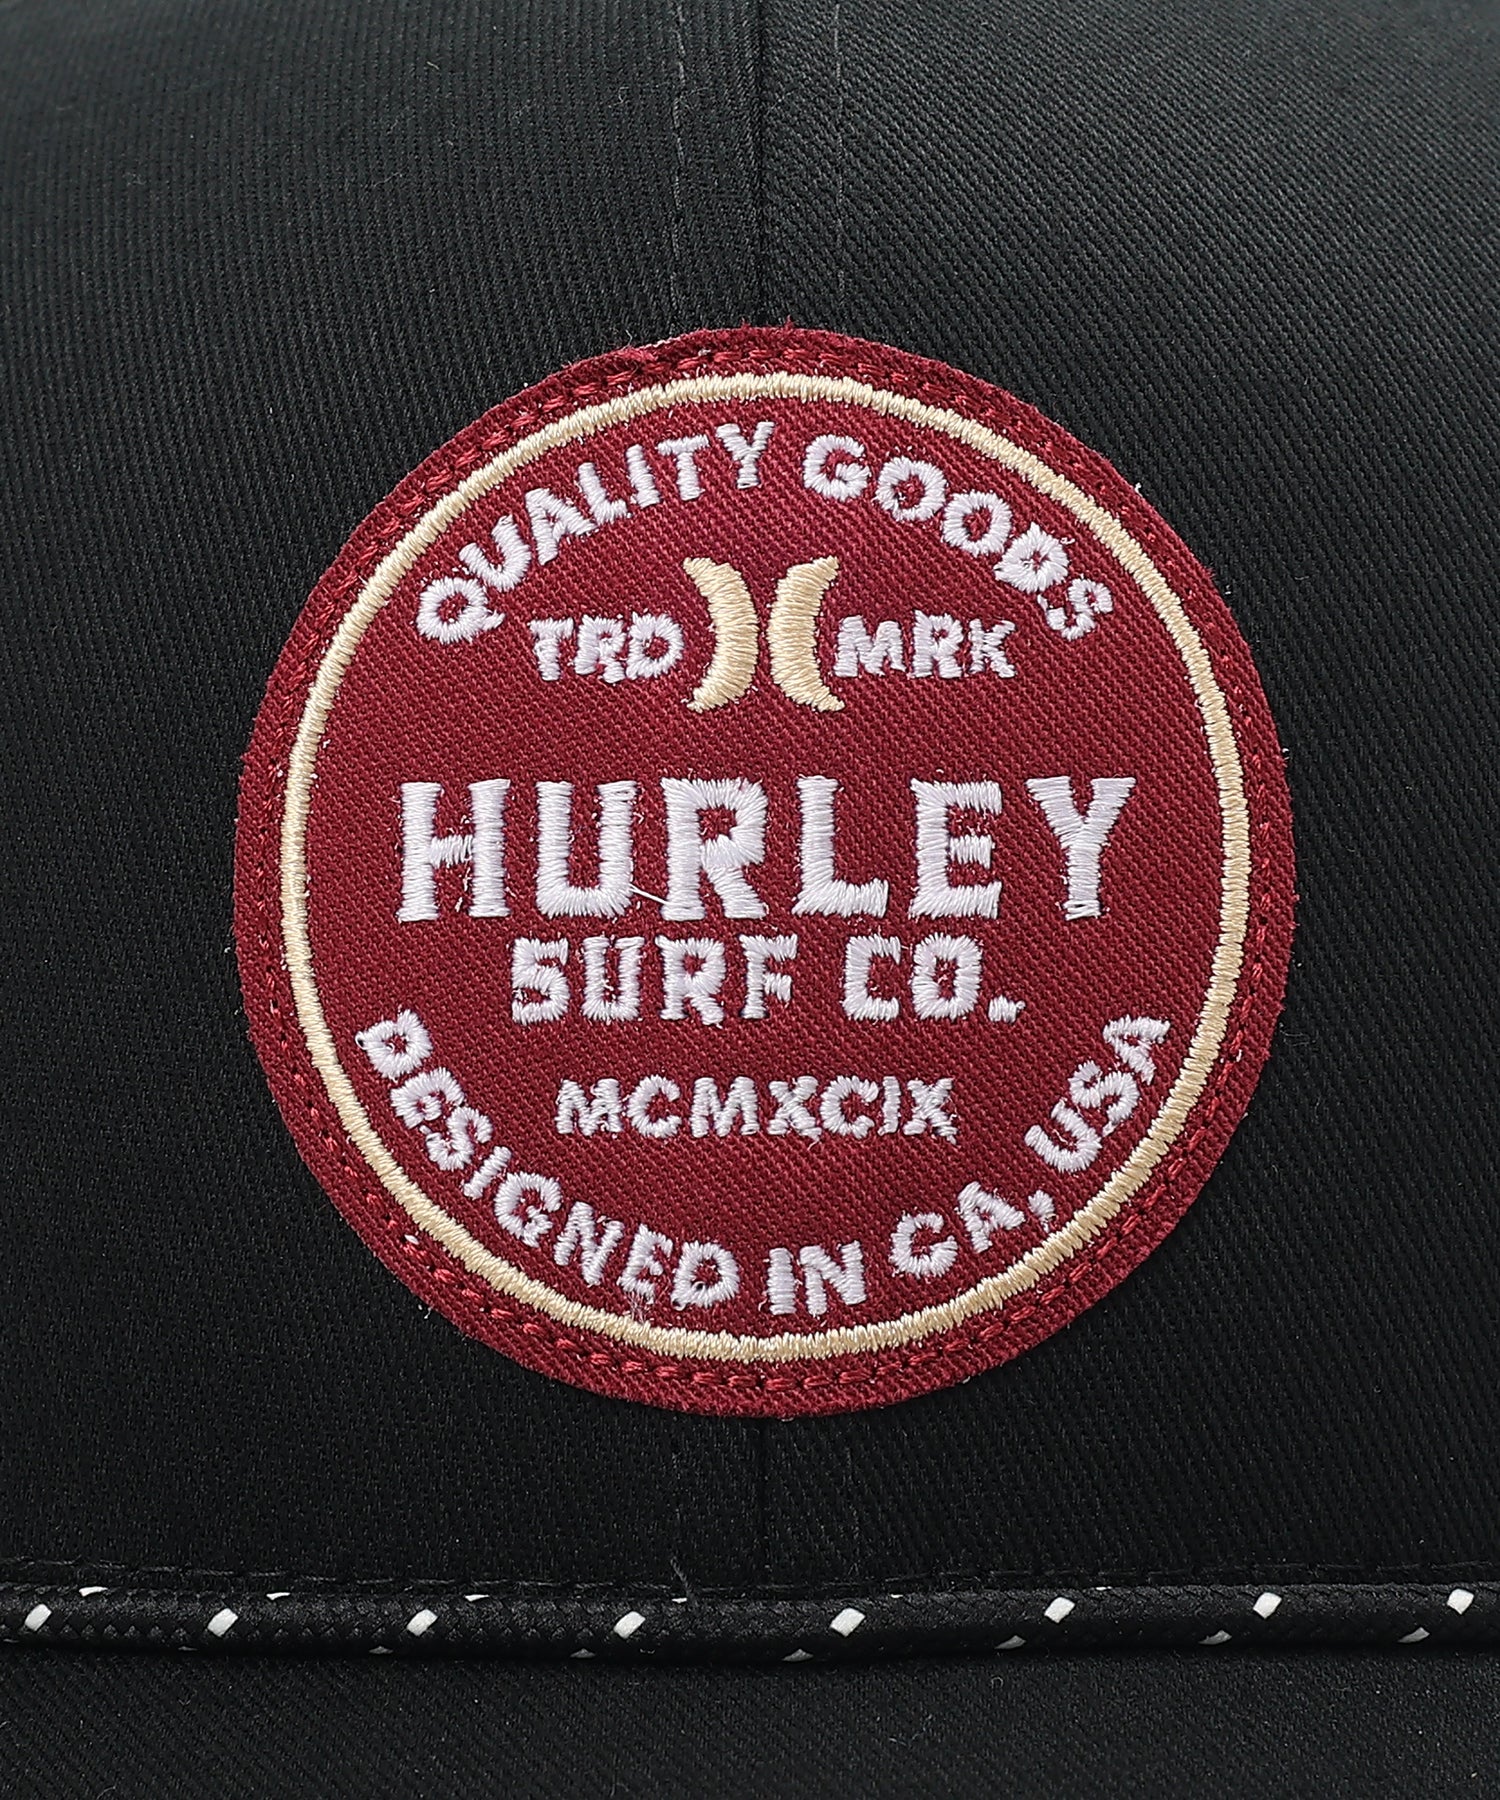 QUALITY GOODS
TRD MRK
HURLEY
SURF CO.
MCMXCIX
DESIGNED IN CA, USA